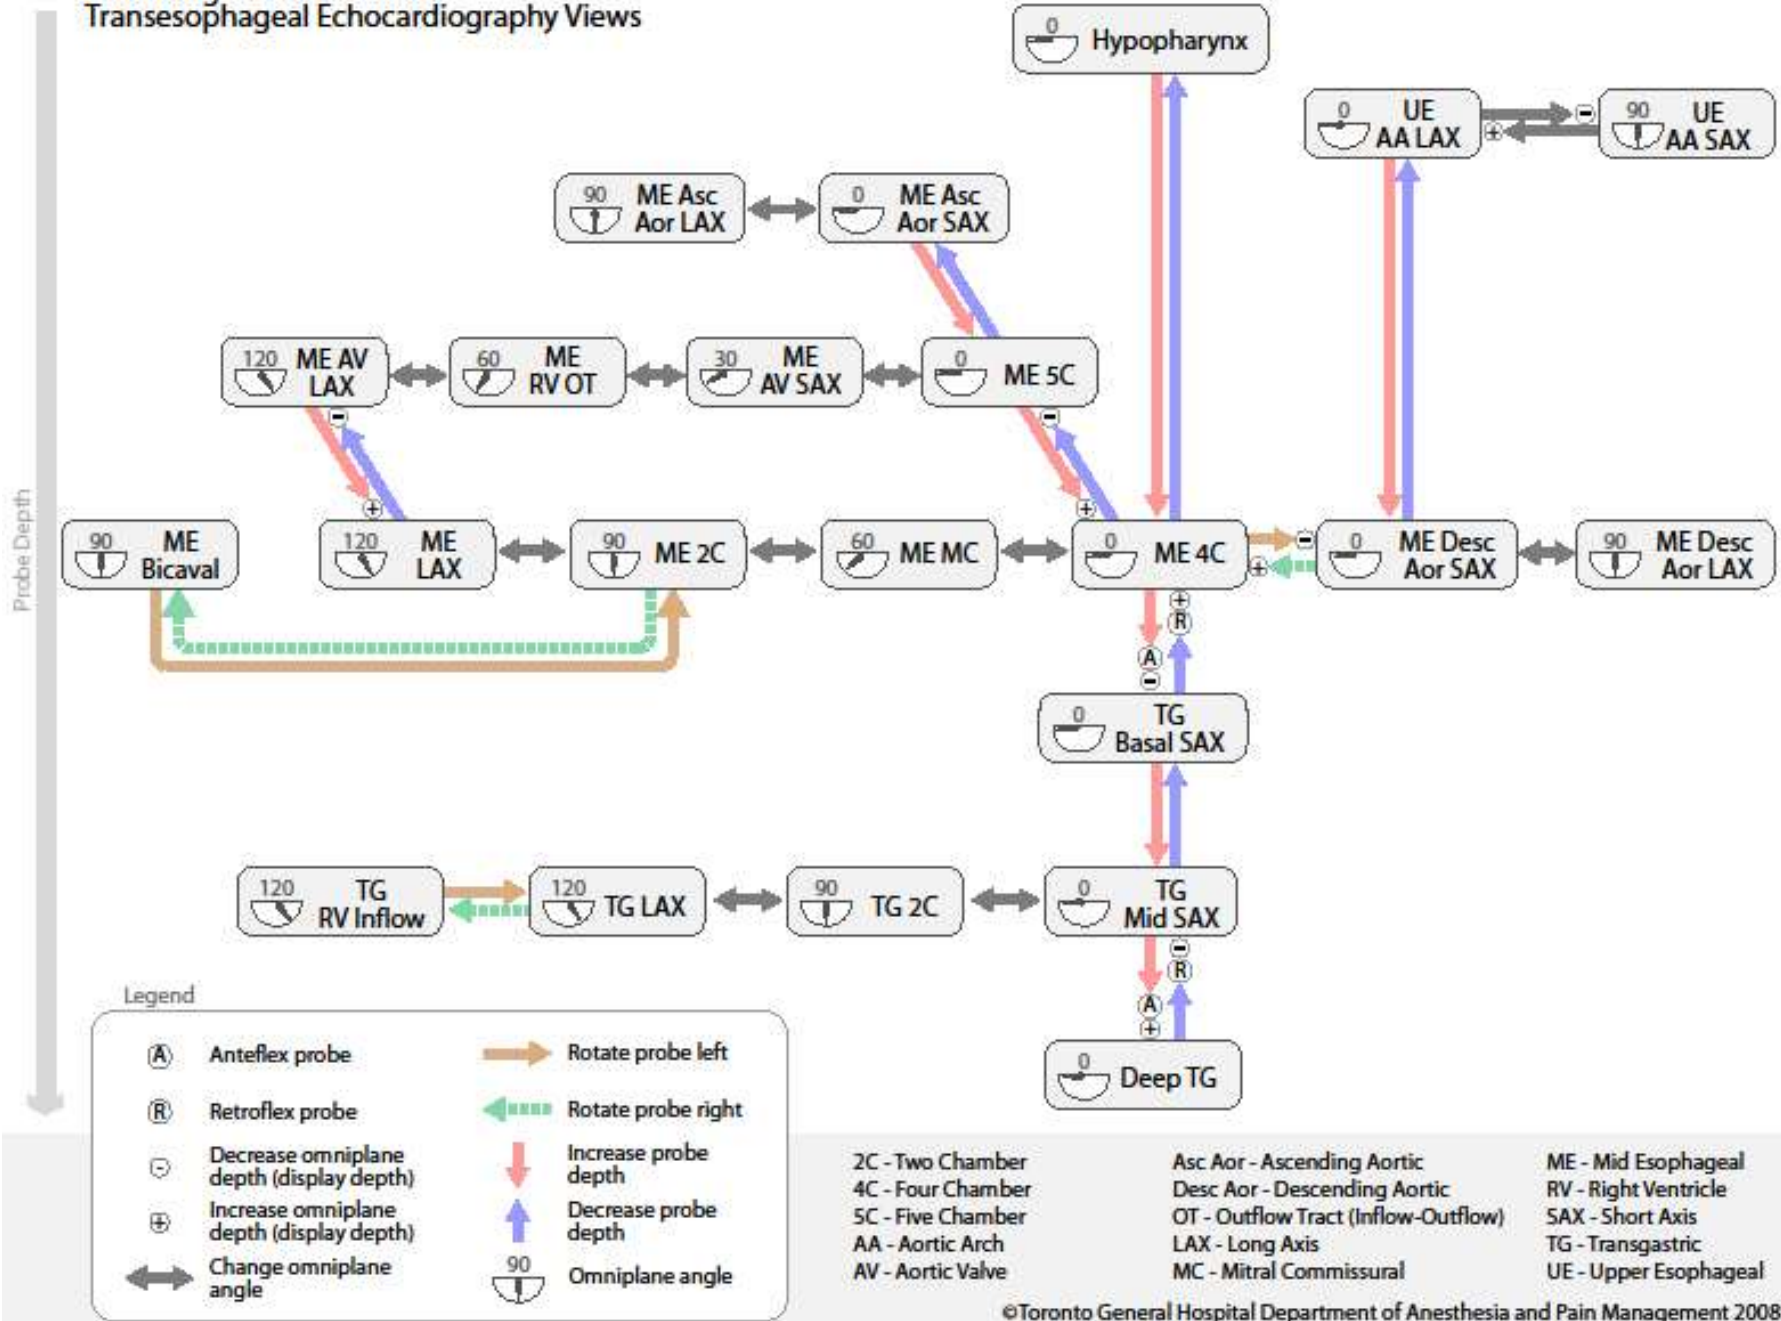 Transesophageal Echocardiography Views
0 Hypopharynx
0 UE
AA LAX
90 UE
AA SAX
90 ME Asc
Aor LAX
0 ME Asc
Aor SAX
120 ME AV
LAX
60 ME
RV OT
30 ME
AV SAX
0 ME 5C
Probe Depth
90 ME
Bicaval
120 ME
LAX
90 ME 2C
60 ME MC
0 ME 4C
0 ME Desc
Aor SAX
90 ME Desc
Aor LAX
+
R
A
-
0 TG
Basal SAX
120 TG
RV Inflow
120 TG LAX
90 TG 2C
0 TG
Mid SAX
-
R
A
+
0 Deep TG
Legend
A Anteflex probe
R Retroflex probe
- Decrease omniplane
depth (display depth)
+ Increase omniplane
depth (display depth)
Change omniplane
angle
Rotate probe left
Rotate probe right
Increase probe
depth
Decrease probe
depth
90 Omniplane angle
2C - Two Chamber
4C - Four Chamber
5C - Five Chamber
AA - Aortic Arch
AV - Aortic Valve
Asc Aor - Ascending Aortic
Desc Aor - Descending Aortic
OT - Outflow Tract (Inflow-Outflow)
LAX - Long Axis
MC - Mitral Commissural
ME - Mid Esophageal
RV - Right Ventricle
SAX - Short Axis
TG - Transgastric
UE - Upper Esophageal
©Toronto General Hospital Department of Anesthesia and Pain Management 2008